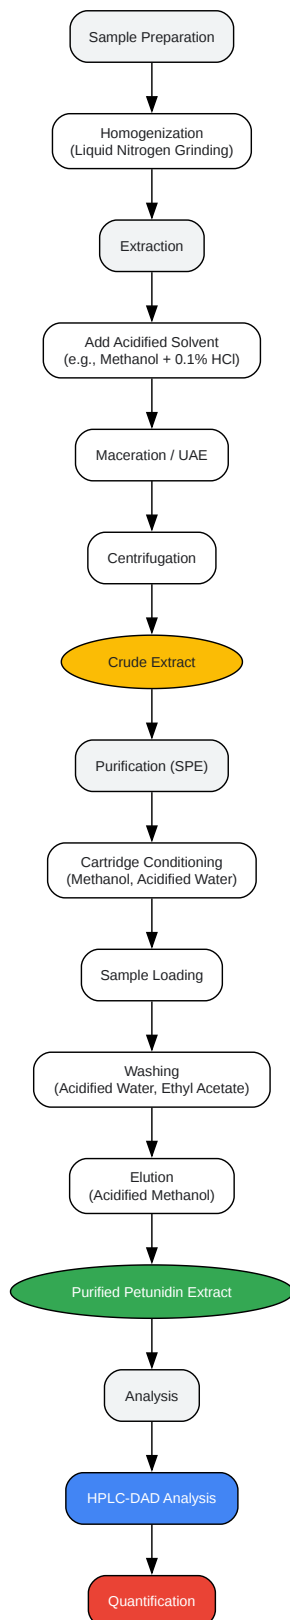 Sample Preparation
Homogenization
(Liquid Nitrogen Grinding)
Extraction
Add Acidified Solvent
(e.g., Methanol + 0.1% HCl)
Maceration / UAE
Centrifugation
Crude Extract
Purification (SPE)
Cartridge Conditioning
(Methanol, Acidified Water)
Sample Loading
Washing
(Acidified Water, Ethyl Acetate)
Elution
(Acidified Methanol)
Purified Petunidin Extract
Analysis
HPLC-DAD Analysis
Quantification